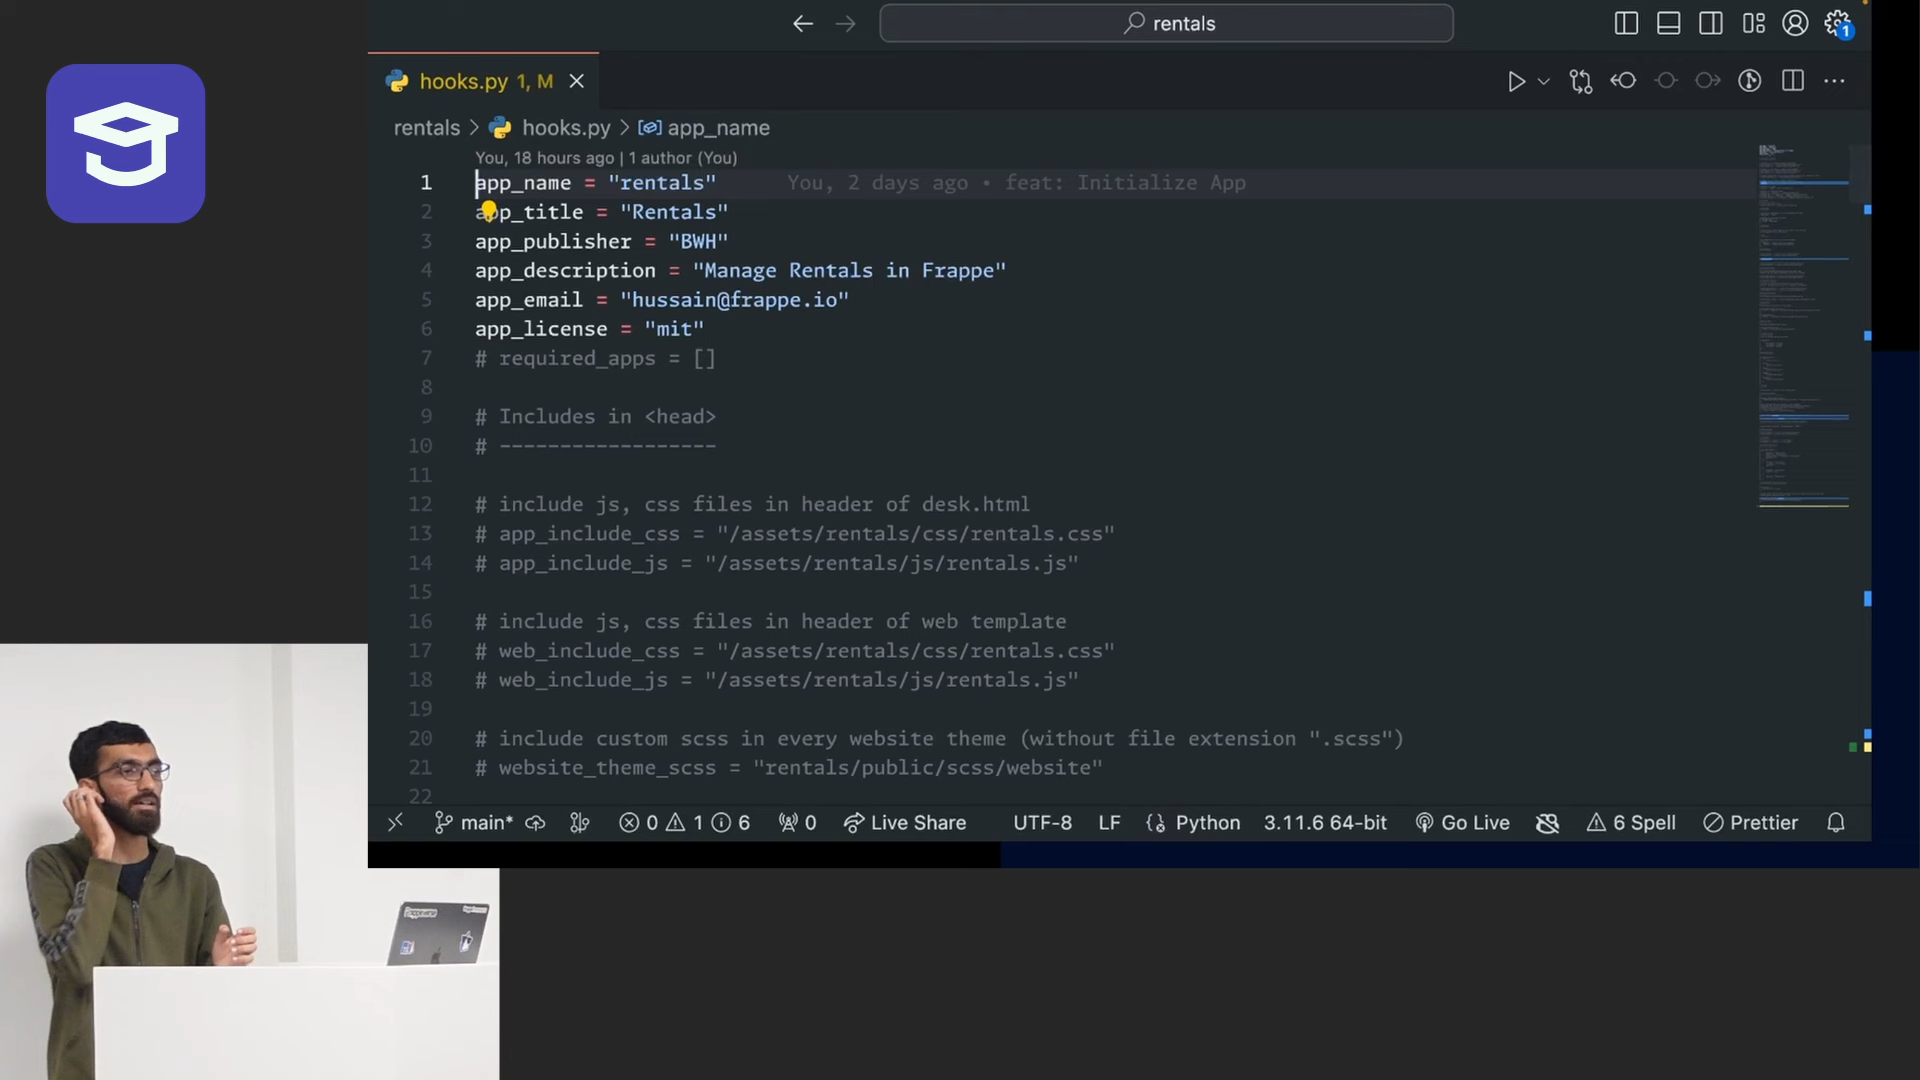 rentals
hooks.py 1, M
rentals > hooks.py > app_name
You, 18 hours ago | 1 author (You)
1 app_name = "rentals" You, 2 days ago • feat: Initialize App
2 app_title = "Rentals"
3 app_publisher = "BWH"
4 app_description = "Manage Rentals in Frappe"
5 app_email = "hussain@frappe.io"
6 app_license = "mit"
7 # required_apps = []
8
9 # Includes in <head>
10 # ------------------
11
12 # include js, css files in header of desk.html
13 # app_include_css = "/assets/rentals/css/rentals.css"
14 # app_include_js = "/assets/rentals/js/rentals.js"
15
16 # include js, css files in header of web template
17 # web_include_css = "/assets/rentals/css/rentals.css"
18 # web_include_js = "/assets/rentals/js/rentals.js"
19
20 # include custom scss in every website theme (without file extension ".scss")
21 # website_theme_scss = "rentals/public/scss/website"
22
main* 0 1 6 0 Live Share UTF-8 LF Python 3.11.6 64-bit Go Live 6 Spell Prettier
1